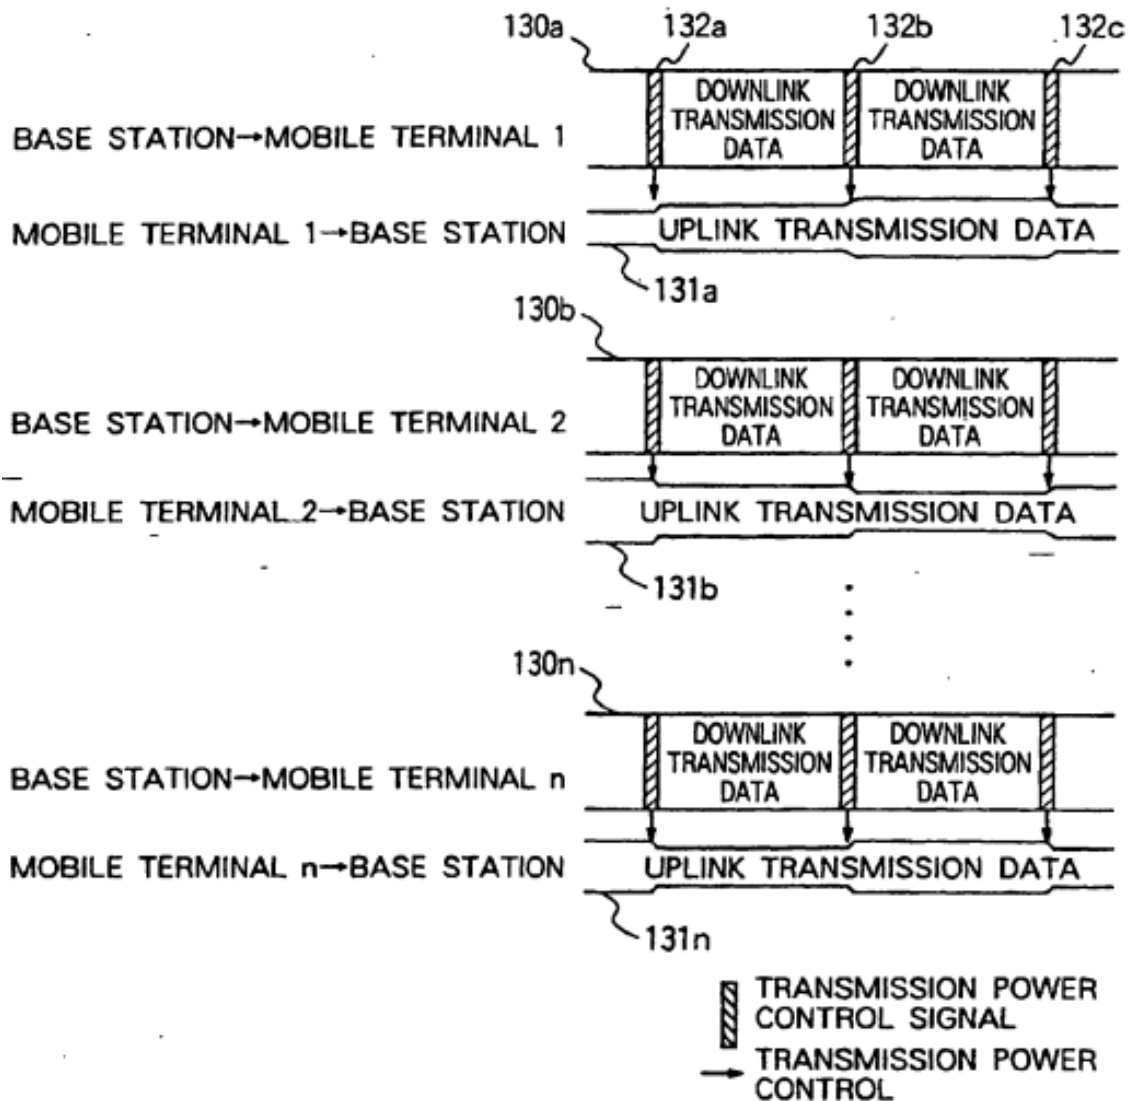 130a 132a 132b 132c
DOWNLINK TRANSMISSION DATA DOWNLINK TRANSMISSION DATA
BASE STATION→MOBILE TERMINAL 1
MOBILE TERMINAL 1→BASE STATION UPLINK TRANSMISSION DATA
131a
130b
DOWNLINK TRANSMISSION DATA DOWNLINK TRANSMISSION DATA
BASE STATION→MOBILE TERMINAL 2
MOBILE TERMINAL 2→BASE STATION UPLINK TRANSMISSION DATA
131b
130n
DOWNLINK TRANSMISSION DATA DOWNLINK TRANSMISSION DATA
BASE STATION→MOBILE TERMINAL n
MOBILE TERMINAL n→BASE STATION UPLINK TRANSMISSION DATA
131n
TRANSMISSION POWER
CONTROL SIGNAL
TRANSMISSION POWER
CONTROL